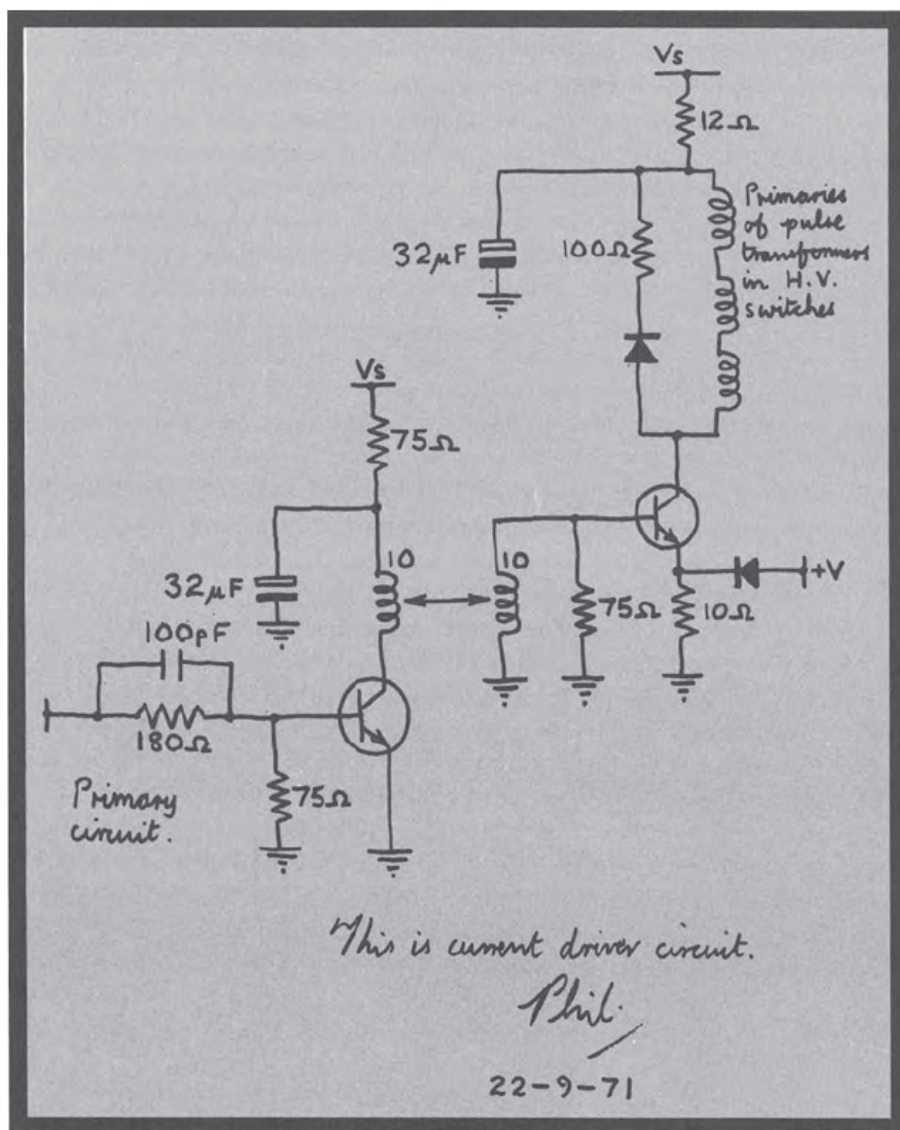 Vs
12Ω
Primaries
of pulse
transformers
in H.V.
switches
32μF
100Ω
Vs
75Ω
10
10
32μF
75Ω
10Ω
+V
100pF
180Ω
75Ω
Primary
circuit.
This is current driver circuit.
Phil.
22-9-71